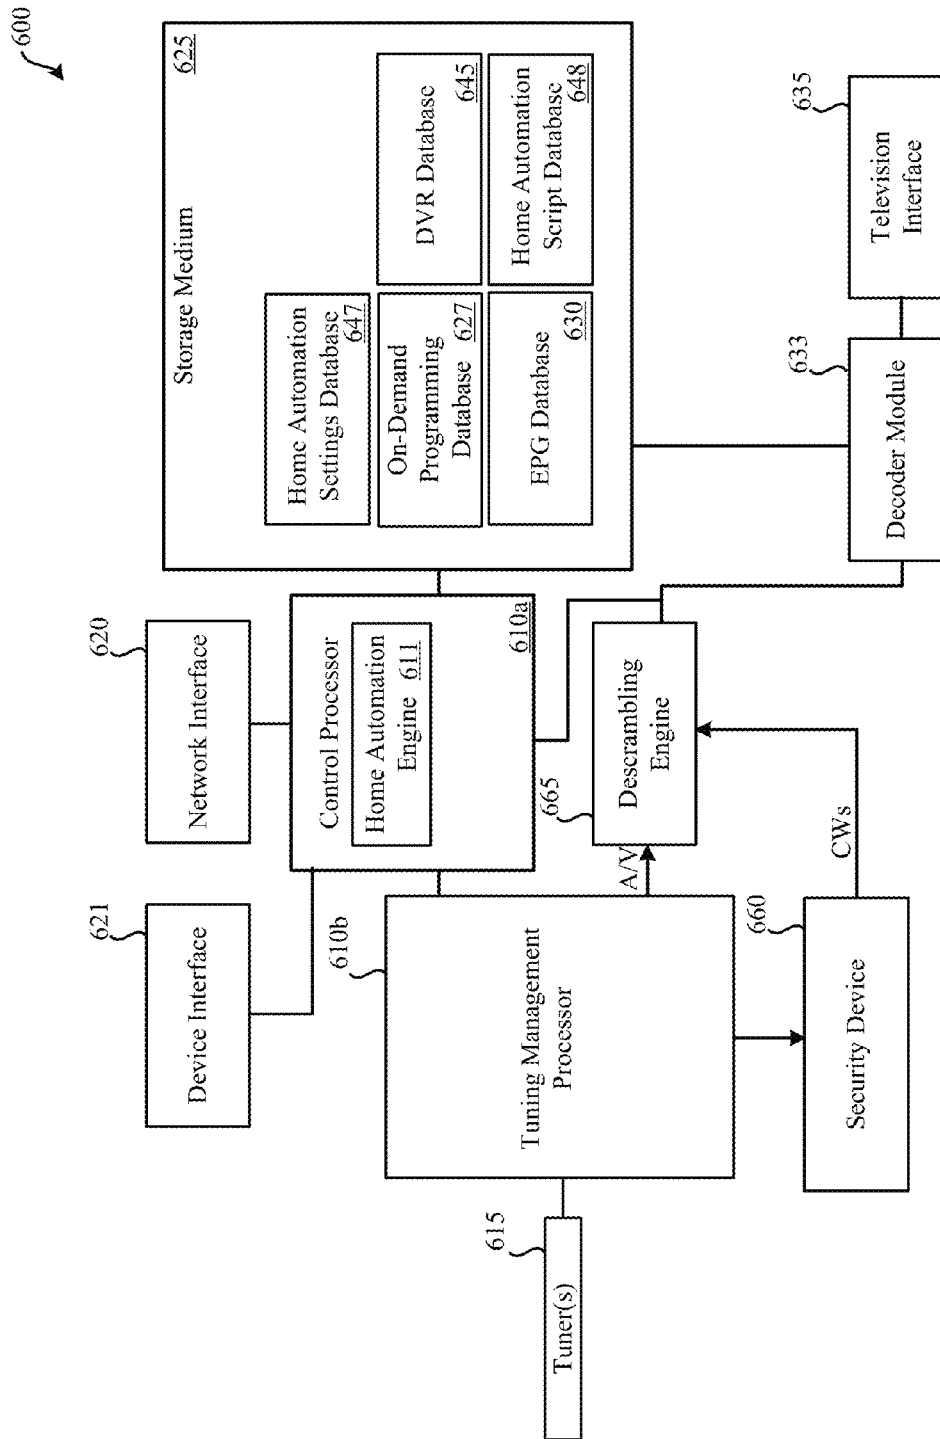 600
Storage Medium
625
Home Automation
Settings Database
647
On-Demand
Programming
Database 627
DVR Database
645
EPG Database
630
Home Automation
Script Database
648
Network Interface
620
Device Interface
621
Control Processor
Home Automation
Engine 611
610a
610b
Tuning Management
Processor
A/V
665
Descrambling
Engine
CWs
660
Security Device
615
Tuner(s)
633
Decoder Module
635
Television
Interface